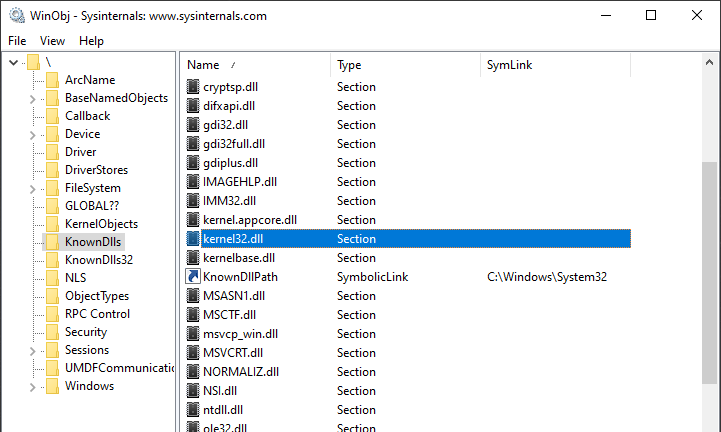 WinObj - Sysinternals: www.sysinternals.com
File View Help
\
ArcName
BaseNamedObjects
Callback
Device
Driver
DriverStores
FileSystem
GLOBAL??
KernelObjects
KnownDlls
KnownDlls32
NLS
ObjectTypes
RPC Control
Security
Sessions
UMDFCommunicatic
Windows
Name / Type SymLink
cryptsp.dll Section
difxapi.dll Section
gdi32.dll Section
gdi32full.dll Section
gdiplus.dll Section
IMAGEHLP.dll Section
IMM32.dll Section
kernel.appcore.dll Section
kernel32.dll Section
kernelbase.dll Section
KnownDllPath SymbolicLink C:\Windows\System32
MSASN1.dll Section
MSCTF.dll Section
msvcp_win.dll Section
MSVCRT.dll Section
NORMALIZ.dll Section
NSI.dll Section
ntdll.dll Section
ole32.dll Section